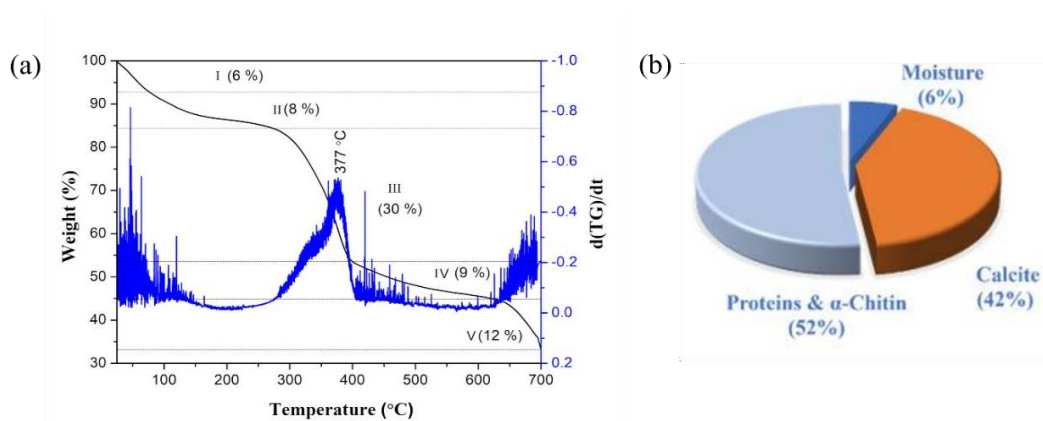 (a)
100
90
80
70
60
50
40
30
Weight (%)
I (6 %)
II (8 %)
377 °C
III
(30 %)
IV (9 %)
V (12 %)
100
200
300
400
500
600
700
Temperature (°C)
-1.0
-0.8
-0.6
-0.4
-0.2
0.0
0.2
d(TG)/dt
(b)
Moisture
(6%)
Calcite
(42%)
Proteins & α-Chitin
(52%)